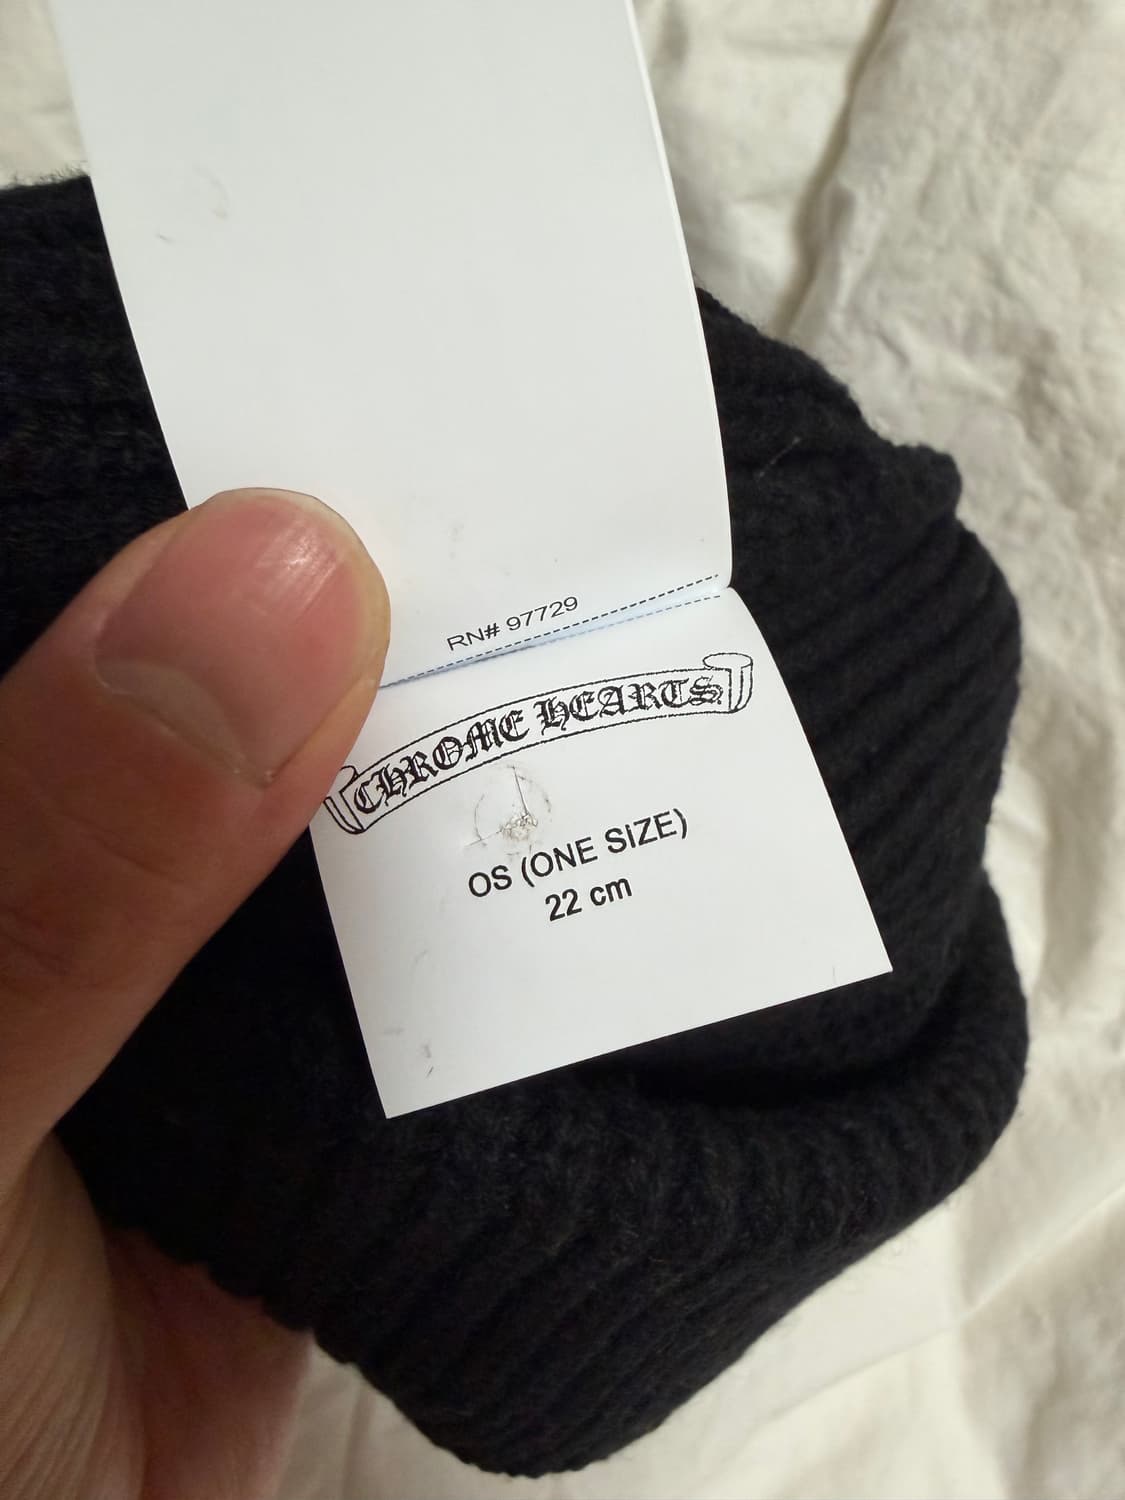 RN# 97729
CHROME HEARTS
OS (ONE SIZE)
22 cm